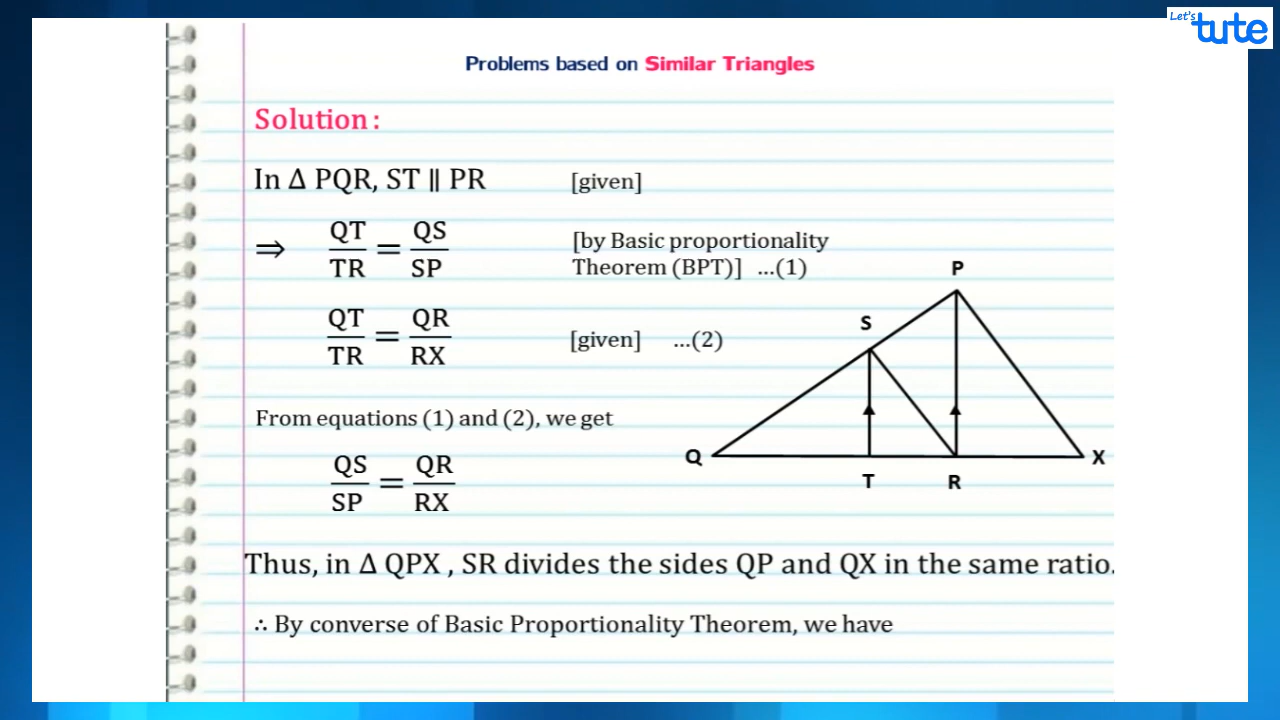 Let's
tute
Problems based on Similar Triangles
Solution :
In Δ PQR, ST ∥ PR [given]
⇒ QT/TR = QS/SP [by Basic proportionality
Theorem (BPT)] ...(1)
QT/TR = QR/RX [given] ...(2)
From equations (1) and (2), we get
QS/SP = QR/RX
P
S
Q
X
T
R
Thus, in Δ QPX , SR divides the sides QP and QX in the same ratio.
∴ By converse of Basic Proportionality Theorem, we have